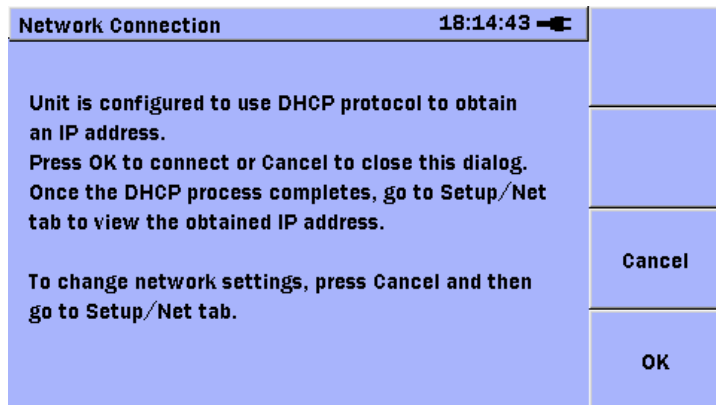 Network Connection 18:14:43
Unit is configured to use DHCP protocol to obtain
an IP address.
Press OK to connect or Cancel to close this dialog.
Once the DHCP process completes, go to Setup/Net
tab to view the obtained IP address.
To change network settings, press Cancel and then
go to Setup/Net tab.
Cancel
OK